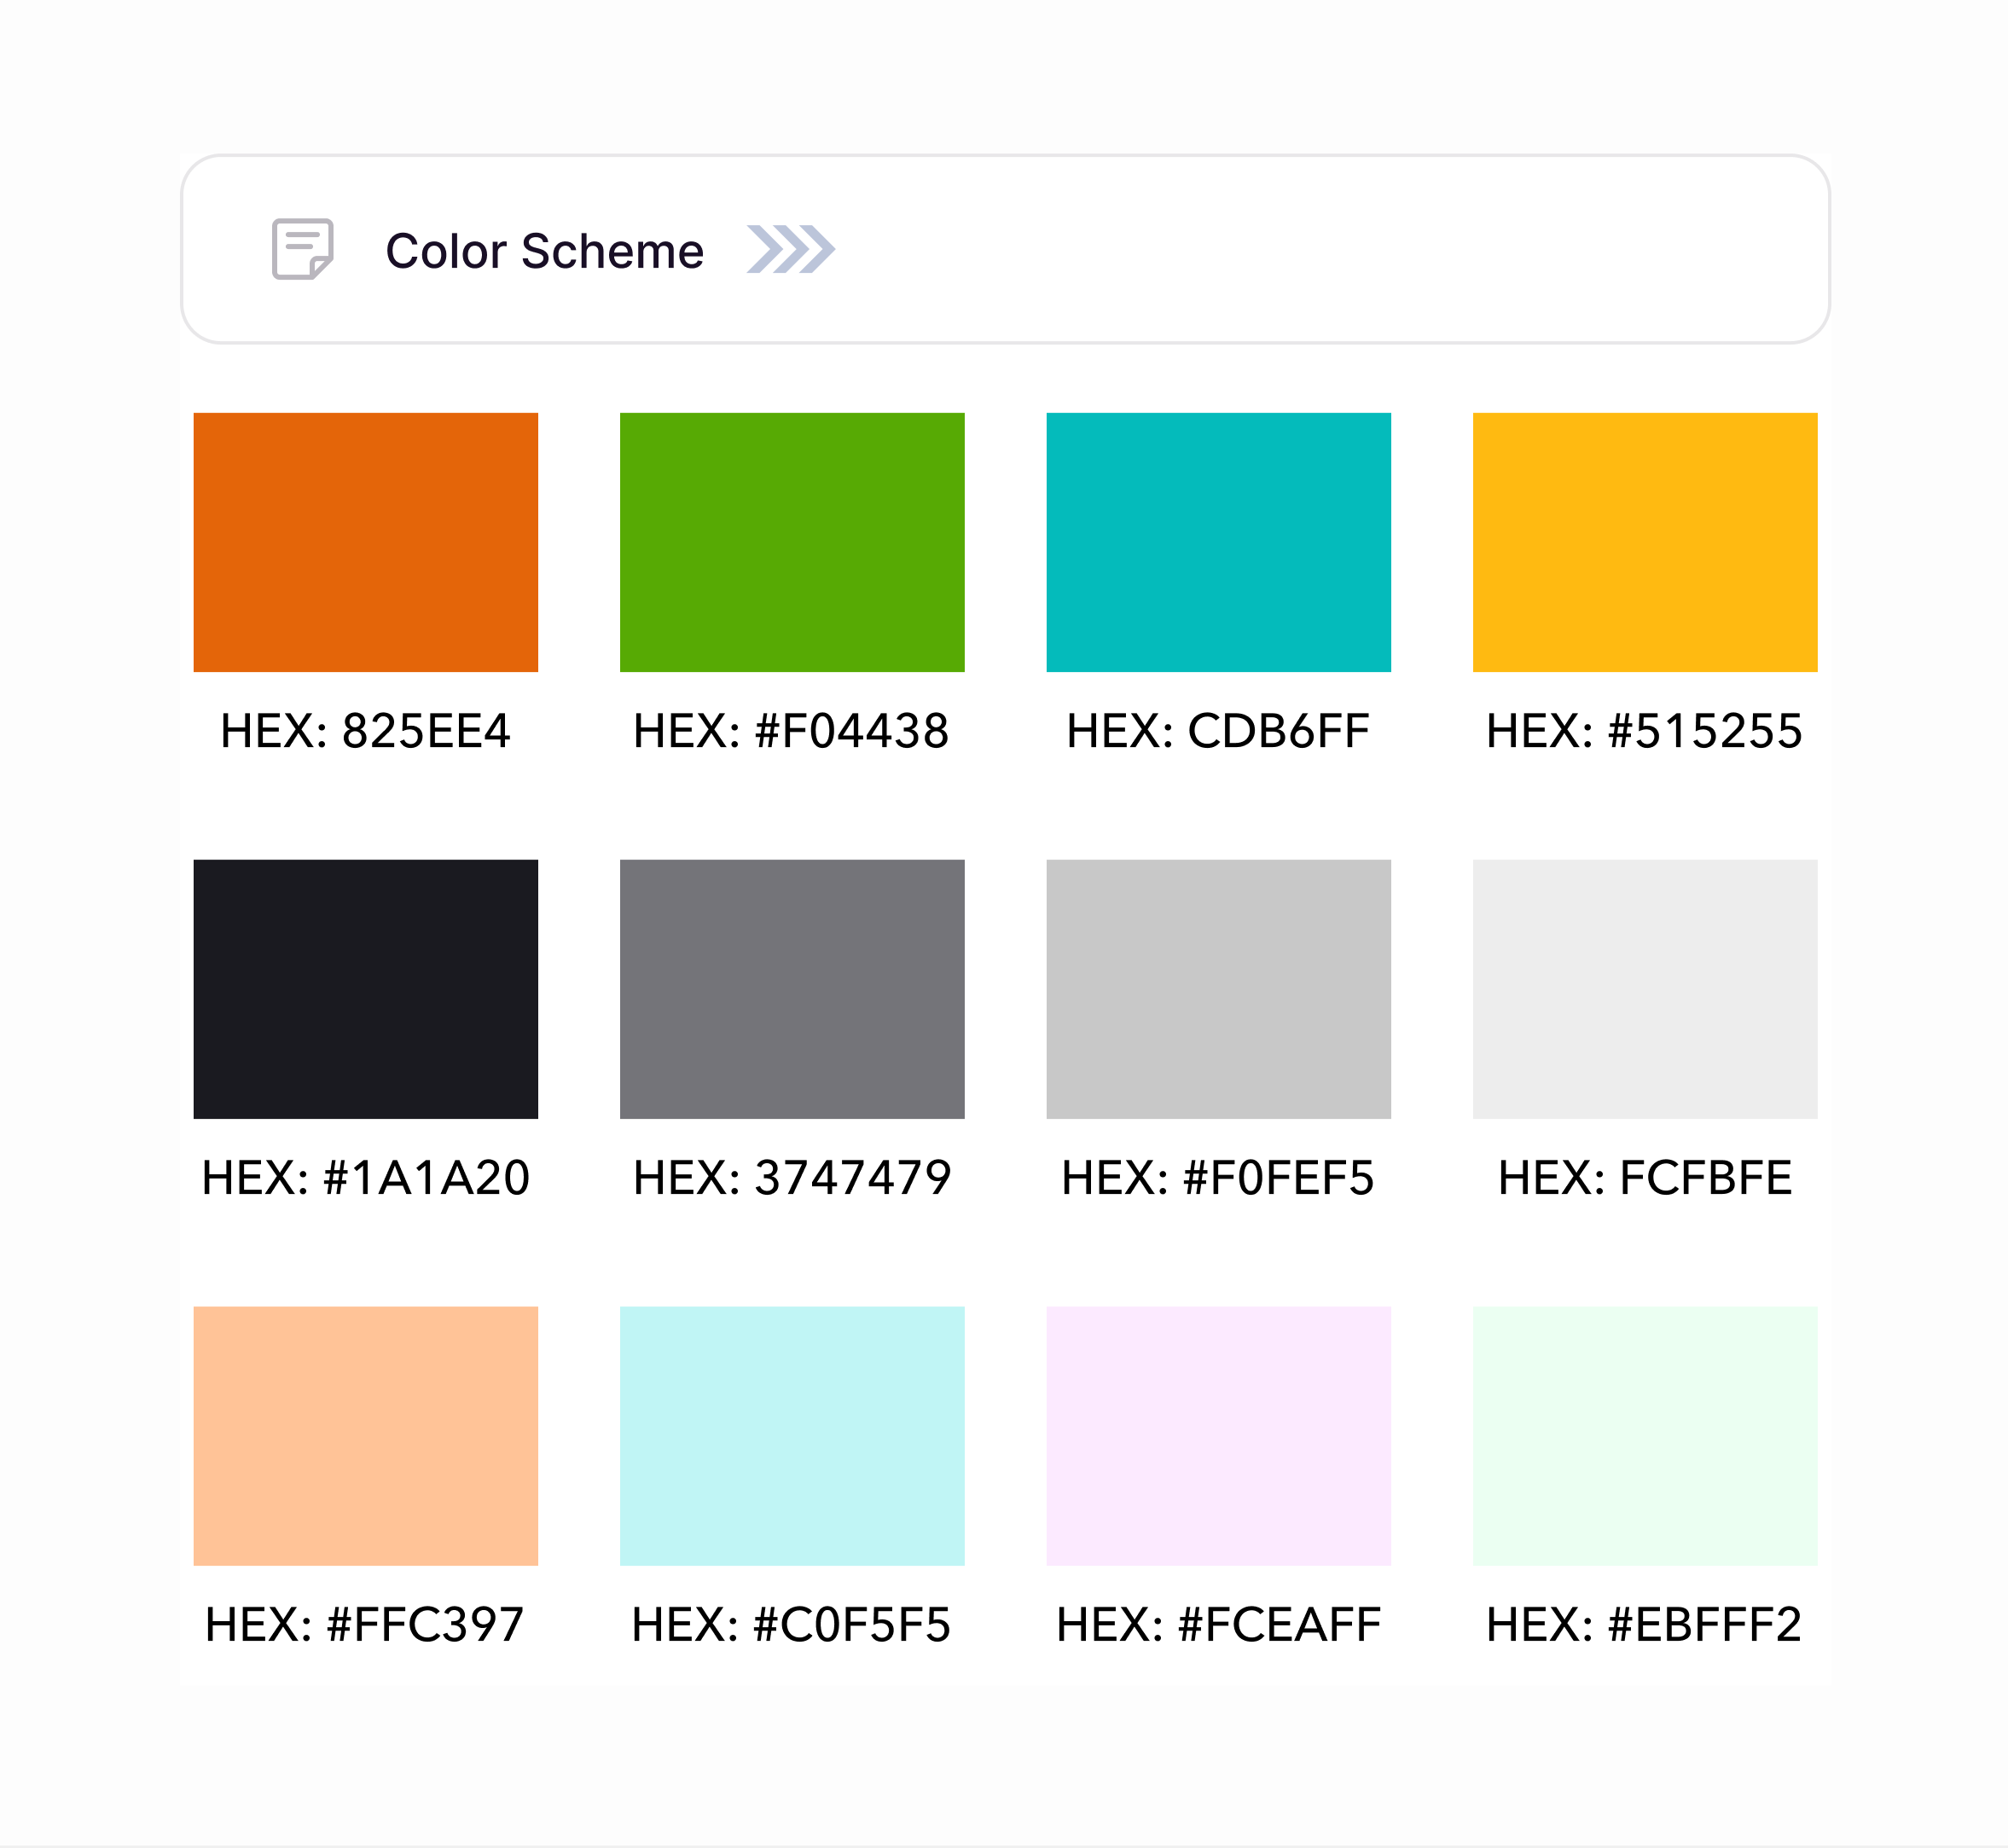 Color Scheme
HEX: 825EE4
HEX: #F04438
HEX: CDB6FF
HEX: #515255
HEX: #1A1A20
HEX: 3747479
HEX: #F0FEF5
HEX: FCFBFE
HEX: #FFC397
HEX: #C0F5F5
HEX: #FCEAFF
HEX: #EBFFF2